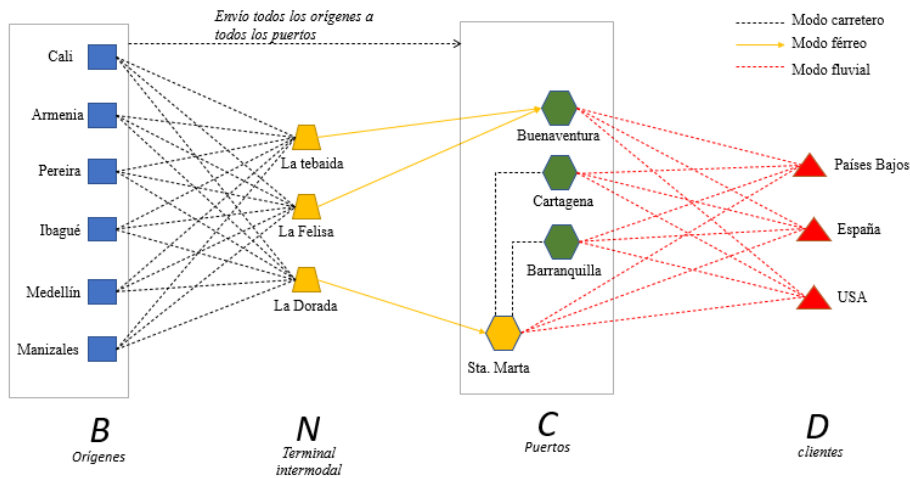 Envío todos los orígenes a
todos los puertos
Modo carretero
Modo férreo
Modo fluvial
Cali
Armenia
Pereira
Ibagué
Medellín
Manizales
La tebaida
La Felisa
La Dorada
Buenaventura
Cartagena
Barranquilla
Sta. Marta
Países Bajos
España
USA
B
Orígenes
N
Terminal
intermodal
C
Puertos
D
clientes